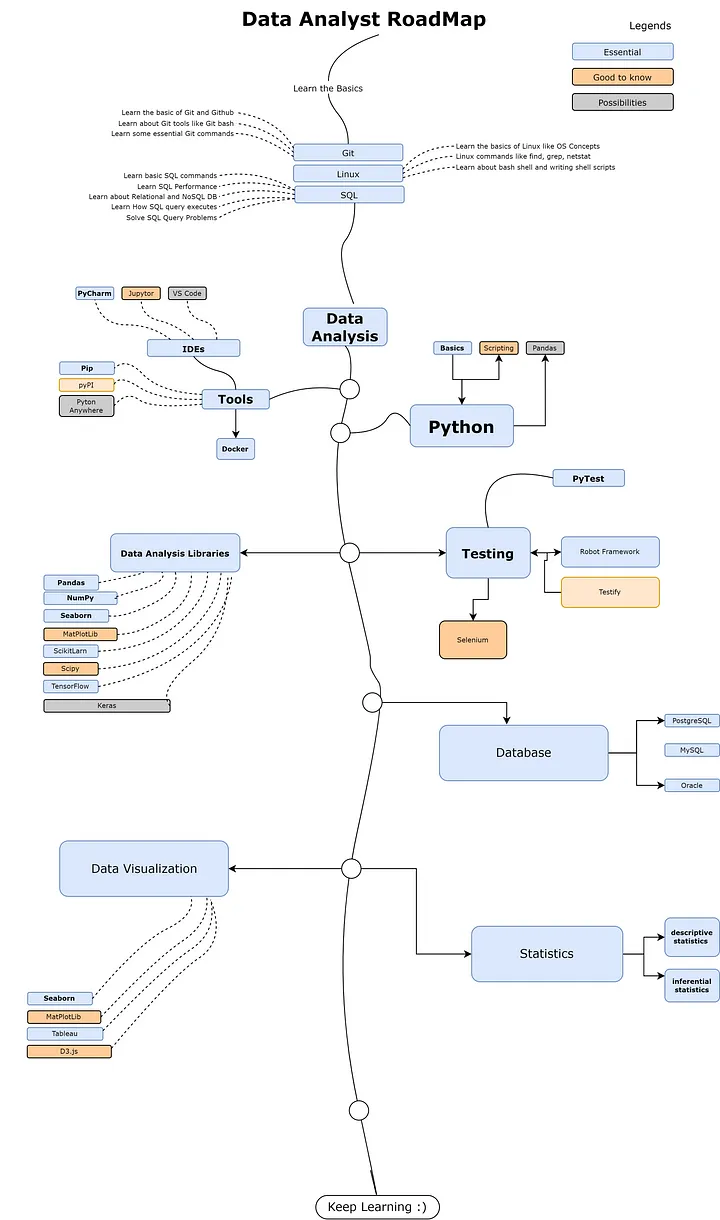 Data Analyst RoadMap
Legends
Essential
Good to know
Possibilities
Learn the Basics
Learn the basic of Git and Github
Learn about Git tools like Git bash
Learn some essential Git commands
Git
Linux
SQL
Learn the basics of Linux like OS Concepts
Linux commands like find, grep, netstat
Learn about bash shell and writing shell scripts
Learn basic SQL commands
Learn SQL Performance
Learn about Relational and NoSQL DB
Learn How SQL query executes
Solve SQL Query Problems
PyCharm
Jupytor
VS Code
IDEs
Data
Analysis
Pip
pyPI
Pyton
Anywhere
Tools
Docker
Basics
Scripting
Pandas
Python
PyTest
Data Analysis Libraries
Testing
Robot Framework
Testify
Selenium
Pandas
NumPy
Seaborn
MatPlotLib
ScikitLarn
Scipy
TensorFlow
Keras
Database
PostgreSQL
MySQL
Oracle
Data Visualization
Statistics
descriptive
statistics
inferential
statistics
Seaborn
MatPlotLib
Tableau
D3.js
Keep Learning :)